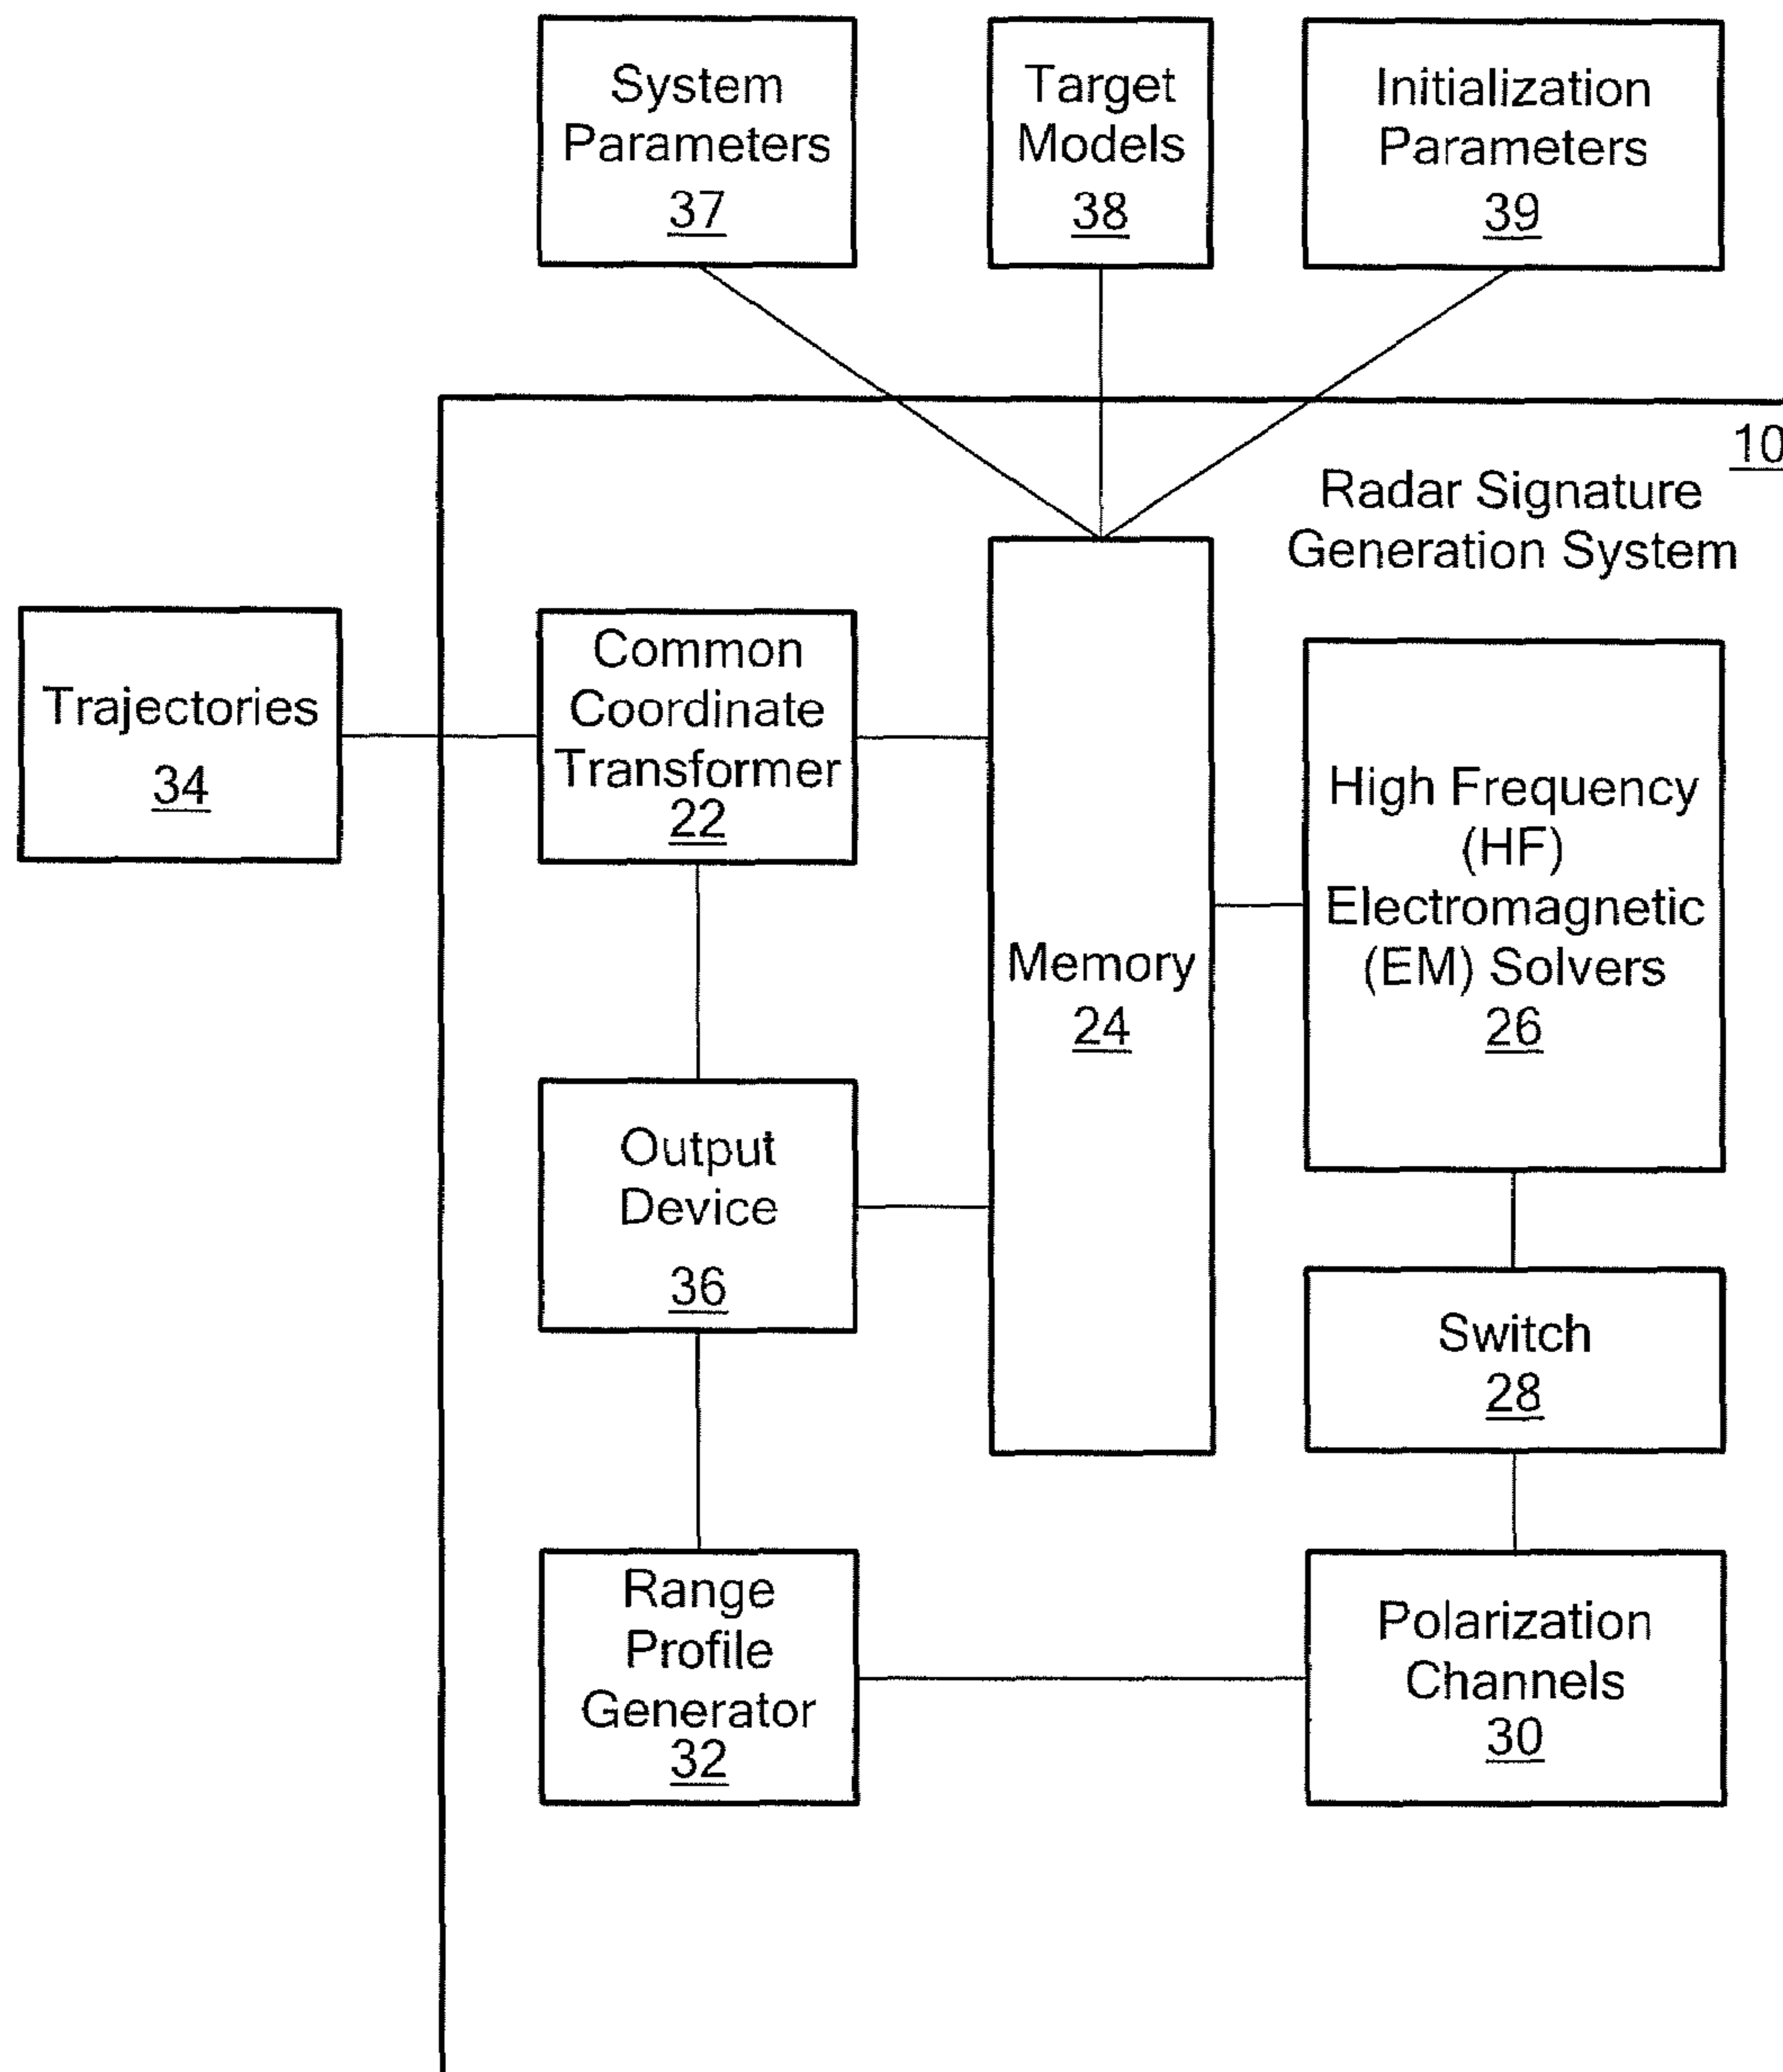 System
Parameters
37
Target
Models
38
Initialization
Parameters
39
10
Radar Signature
Generation System
Trajectories
34
Common
Coordinate
Transformer
22
Memory
24
High Frequency
(HF)
Electromagnetic
(EM) Solvers
26
Output
Device
36
Switch
28
Range
Profile
Generator
32
Polarization
Channels
30